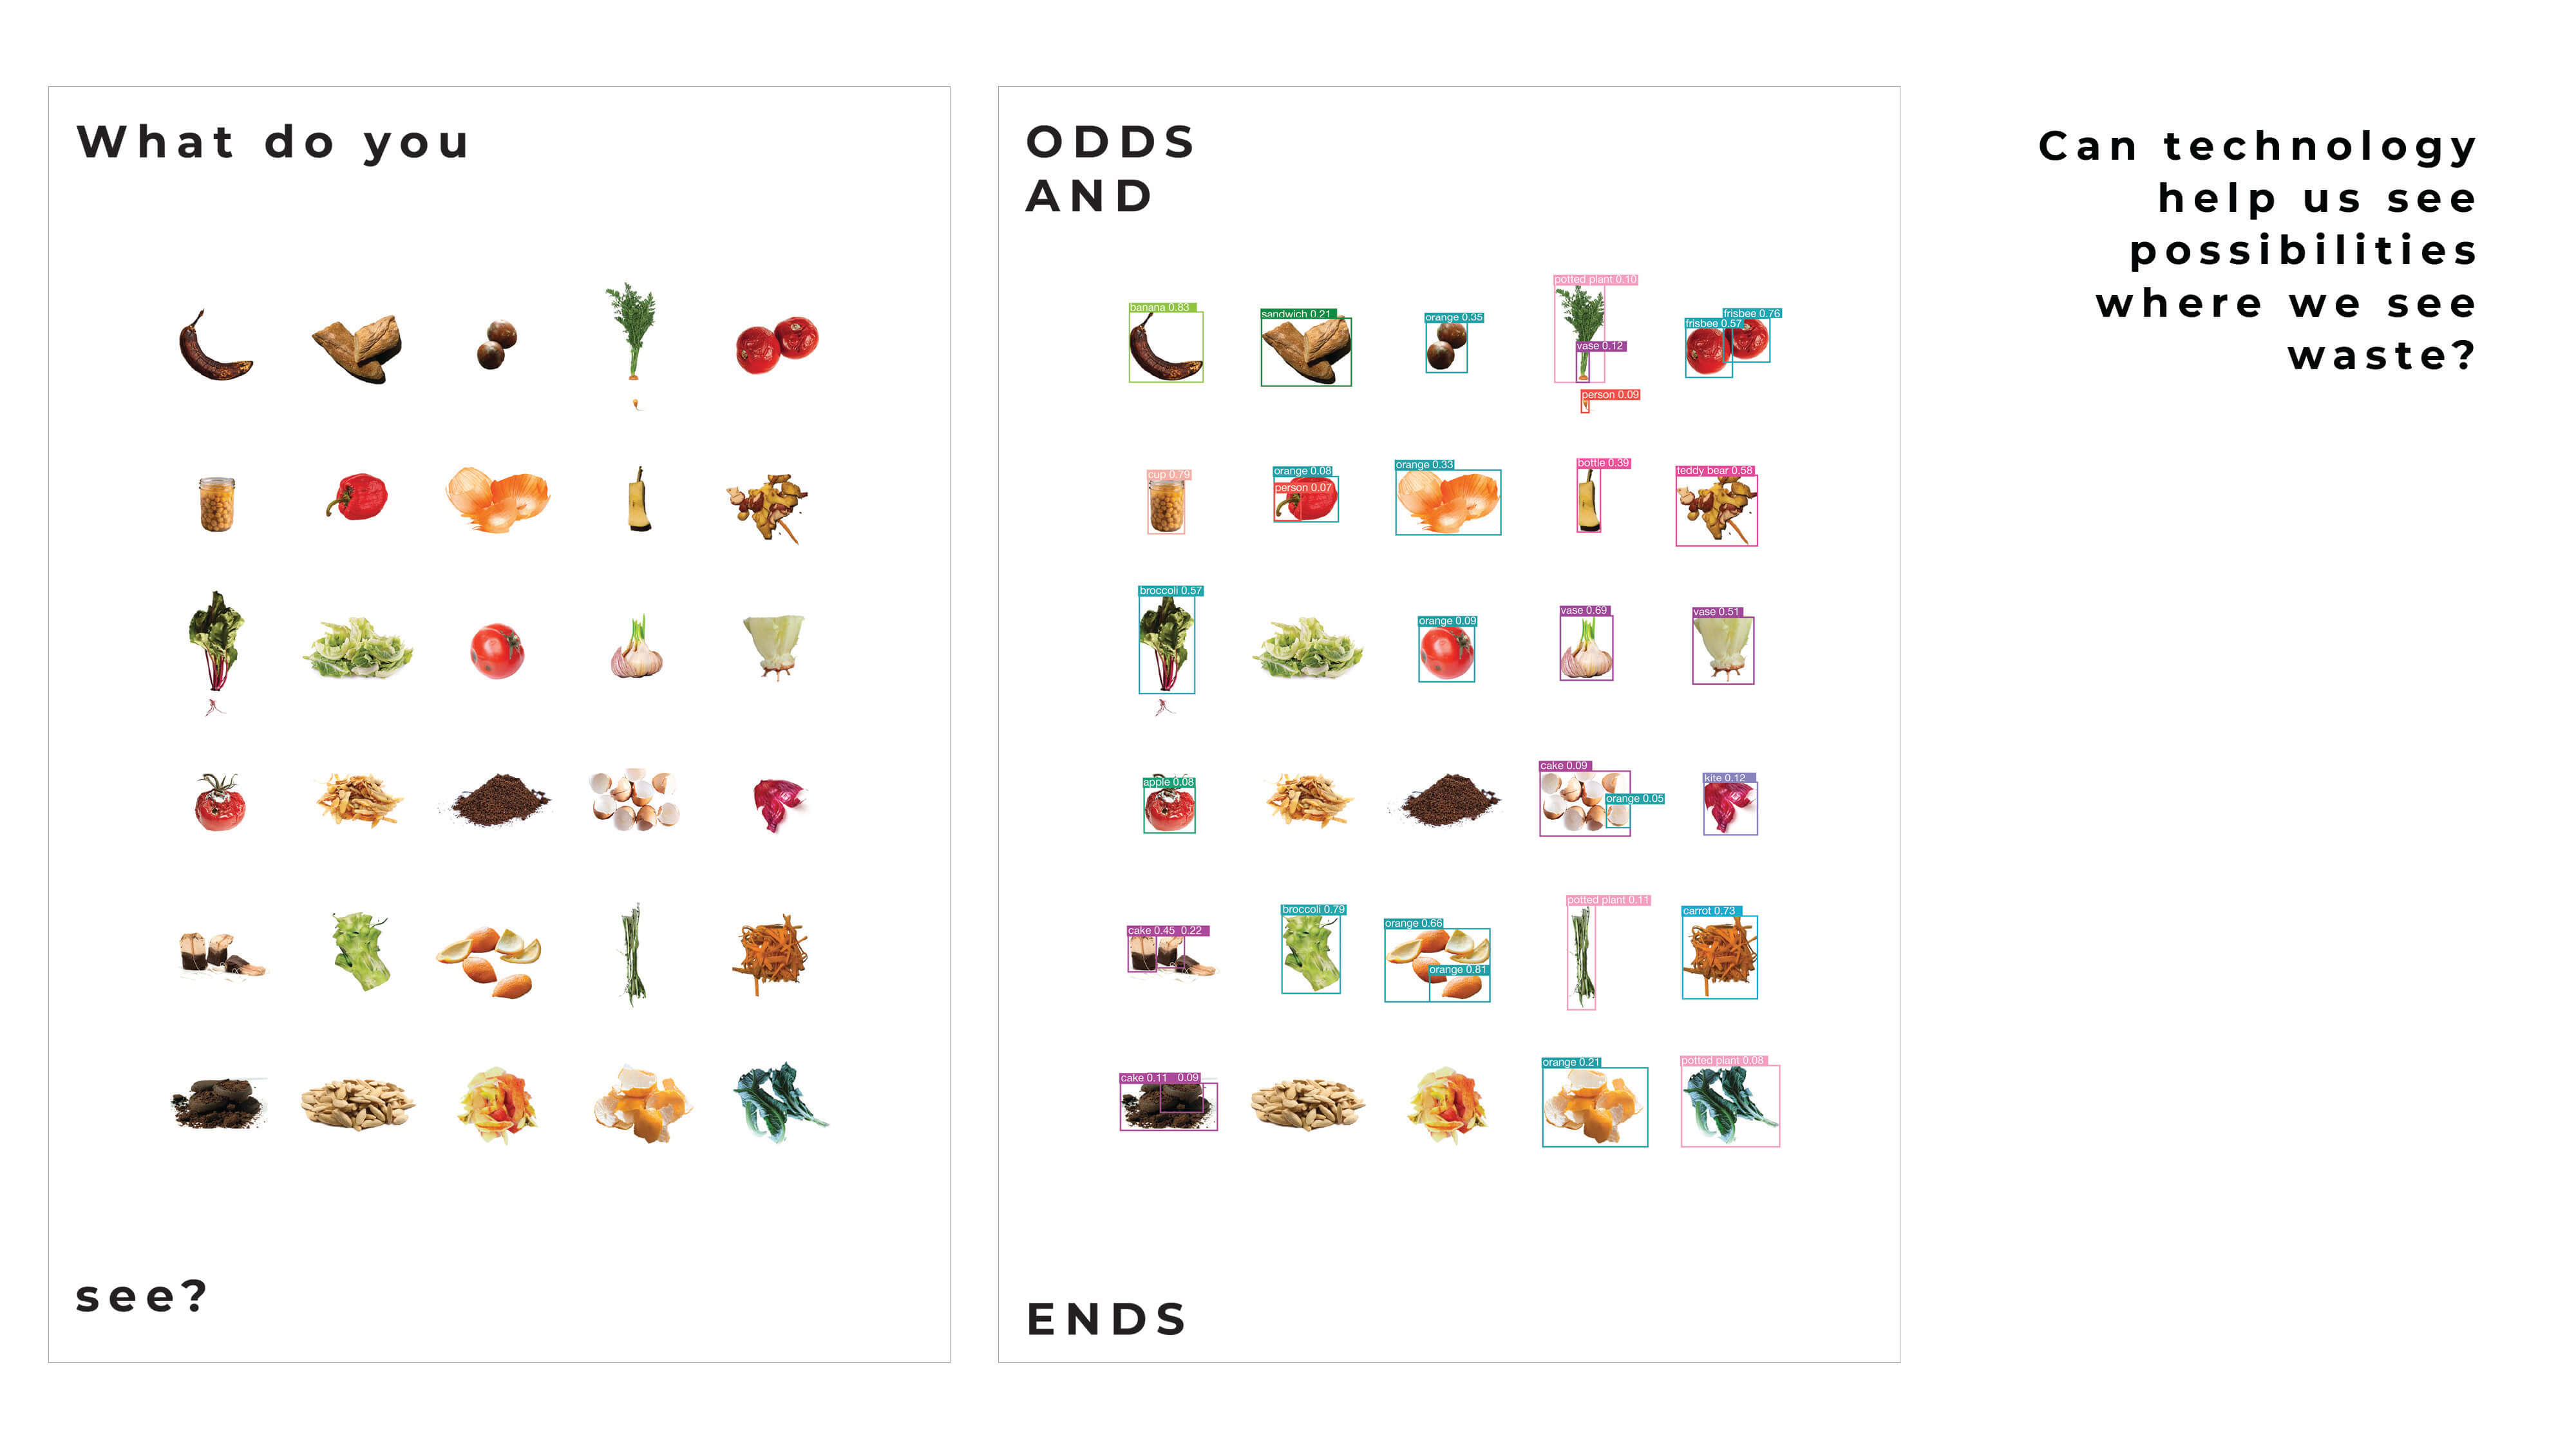 What do you
see?
ODDS
AND
banana 0.83
sandwich 0.21
orange 0.35
potted plant 0.10
vase 0.12
person 0.09
frisbee 0.57
frisbee 0.76
cup 0.79
orange 0.08
person 0.07
orange 0.33
bottle 0.39
teddy bear 0.58
broccoli 0.57
orange 0.09
vase 0.69
vase 0.51
apple 0.08
cake 0.09
orange 0.05
kite 0.12
cake 0.45 0.22
broccoli 0.79
orange 0.66
orange 0.81
potted plant 0.11
carrot 0.73
cake 0.11 0.09
orange 0.21
potted plant 0.08
ENDS
Can technology
help us see
possibilities
where we see
waste?